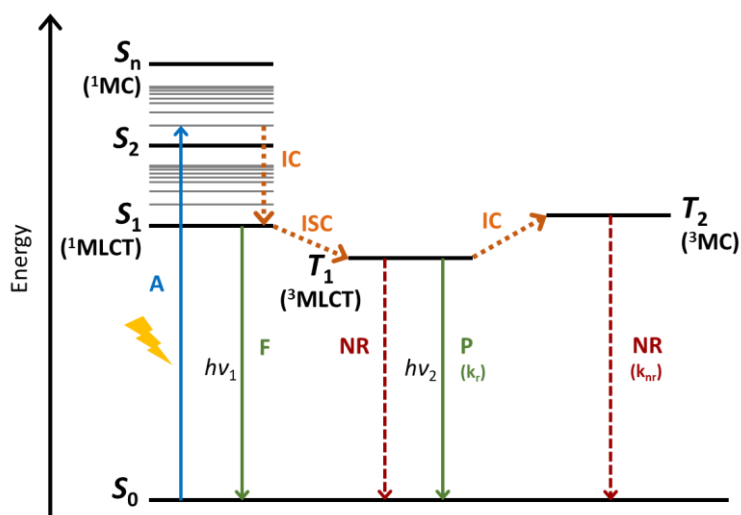 Energy
Sₙ
(¹MC)
S₂
IC
S₁
(¹MLCT)
ISC
IC
T₂
(³MC)
T₁
(³MLCT)
A
F
hν₁
NR
hν₂
P
(kᵣ)
NR
(kₙᵣ)
S₀